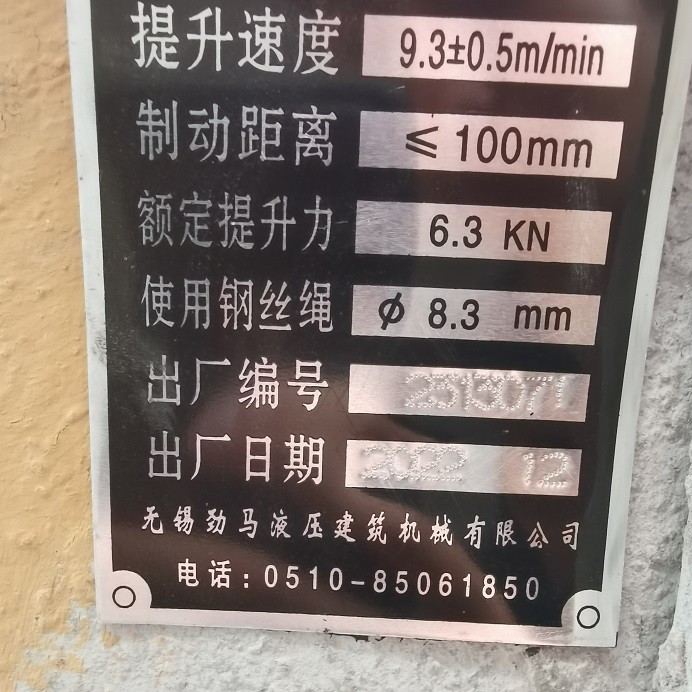 提升速度 9.3±0.5m/min
制动距离 ≤ 100mm
额定提升力 6.3 KN
使用钢丝绳 ϕ 8.3 mm
出厂编号
出厂日期 2022 12
无锡劲马液压建筑机械有限公司
电话：0510-85061850